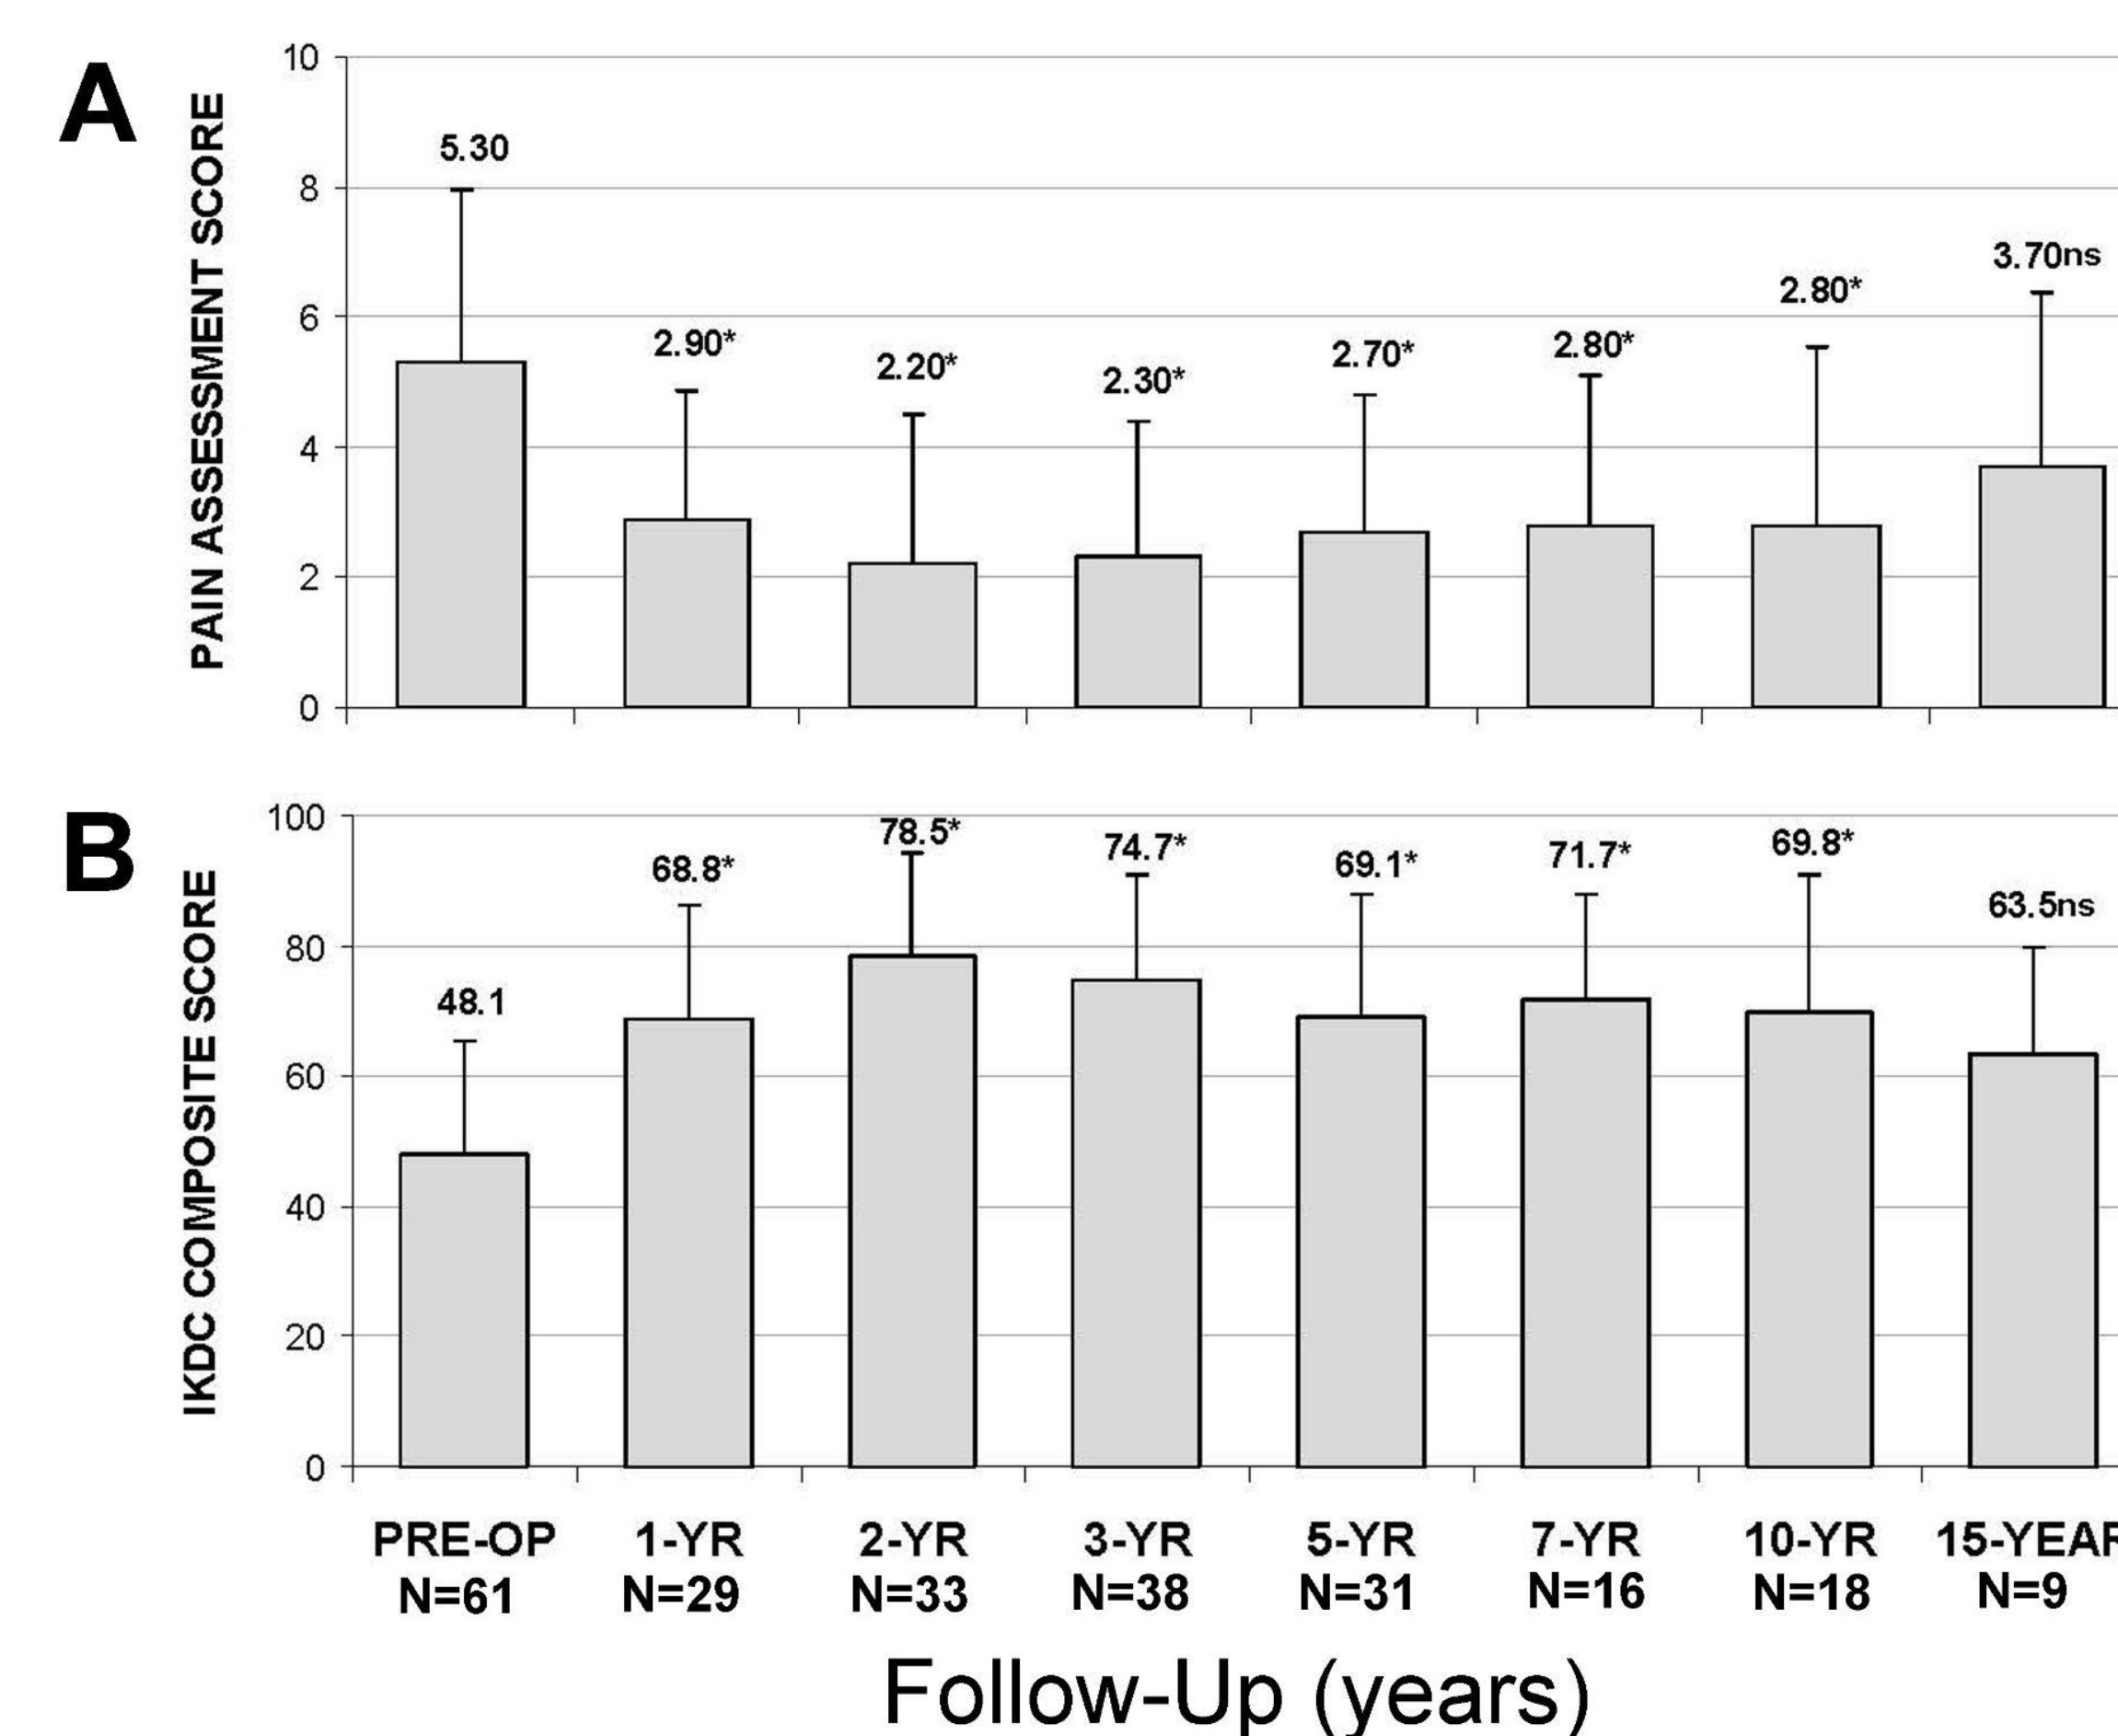 A
PAIN ASSESSMENT SCORE
10
8
6
4
2
0
5.30
2.90*
2.20*
2.30*
2.70*
2.80*
2.80*
3.70ns
B
IKDC COMPOSITE SCORE
100
80
60
40
20
0
48.1
68.8*
78.5*
74.7*
69.1*
71.7*
69.8*
63.5ns
PRE-OP 1-YR 2-YR 3-YR 5-YR 7-YR 10-YR 15-YEAR
N=61 N=29 N=33 N=38 N=31 N=16 N=18 N=9
Follow-Up (years)